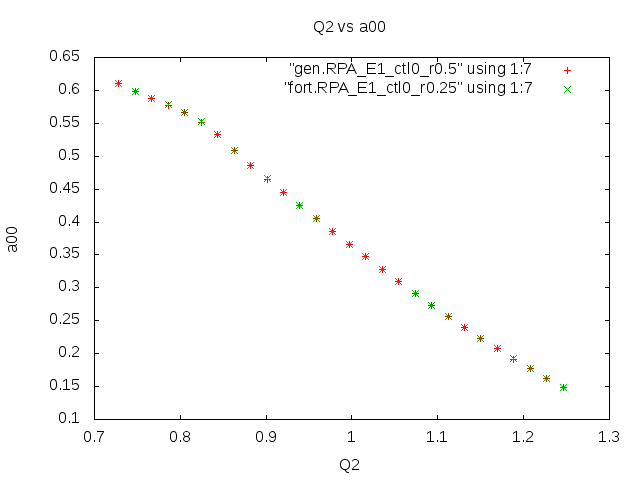 Q2 vs a00
"gen.RPA_E1_ctl0_r0.5" using 1:7
"fort.RPA_E1_ctl0_r0.25" using 1:7
0.65
0.6
0.55
0.5
0.45
0.4
0.35
0.3
0.25
0.2
0.15
0.1
a00
0.7 0.8 0.9 1 1.1 1.2 1.3
Q2